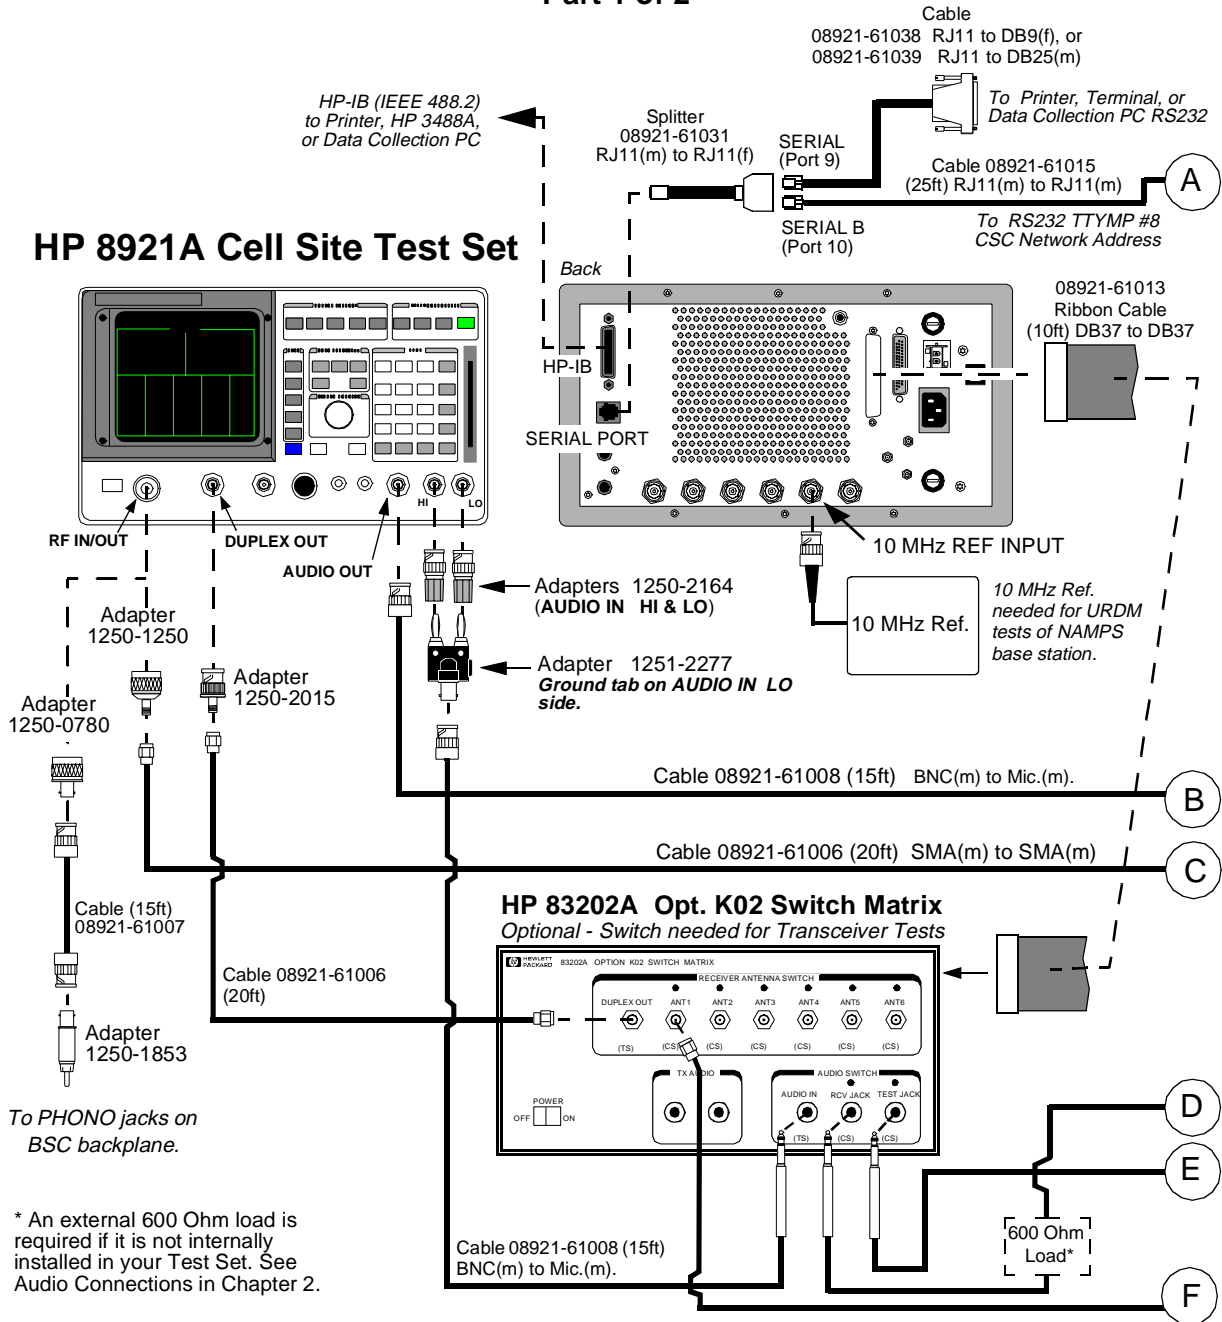 Part 1 of 2
Cable
08921-61038 RJ11 to DB9(f), or
08921-61039 RJ11 to DB25(m)
HP-IB (IEEE 488.2)
to Printer, HP 3488A,
or Data Collection PC
Splitter
08921-61031
RJ11(m) to RJ11(f)
SERIAL
(Port 9)
To Printer, Terminal, or
Data Collection PC RS232
Cable 08921-61015
(25ft) RJ11(m) to RJ11(m)
A
SERIAL B
(Port 10)
To RS232 TTYMP #8
CSC Network Address
HP 8921A Cell Site Test Set
Back
08921-61013
Ribbon Cable
(10ft) DB37 to DB37
HP-IB
SERIAL PORT
HI
LO
RF IN/OUT
DUPLEX OUT
AUDIO OUT
10 MHz REF INPUT
Adapters 1250-2164
(AUDIO IN HI & LO)
10 MHz Ref.
10 MHz Ref.
needed for URDM
tests of NAMPS
base station.
Adapter
1250-1250
Adapter 1251-2277
Ground tab on AUDIO IN LO
side.
Adapter
1250-2015
Adapter
1250-0780
Cable 08921-61008 (15ft) BNC(m) to Mic.(m).
B
Cable 08921-61006 (20ft) SMA(m) to SMA(m)
C
Cable (15ft)
08921-61007
HP 83202A Opt. K02 Switch Matrix
Optional - Switch needed for Transceiver Tests
hp HEWLETT PACKARD 83202A OPTION K02 SWITCH MATRIX
RECEIVER ANTENNA SWITCH
DUPLEX OUT ANT1 ANT2 ANT3 ANT4 ANT5 ANT6
(TS) (CS) (CS) (CS) (CS) (CS) (CS)
Cable 08921-61006
(20ft)
Adapter
1250-1853
TX AUDIO
AUDIO SWITCH
AUDIO IN RCV JACK TEST JACK
(TS) (CS) (CS)
POWER
OFF ON
To PHONO jacks on
BSC backplane.
D
E
* An external 600 Ohm load is
required if it is not internally
installed in your Test Set. See
Audio Connections in Chapter 2.
Cable 08921-61008 (15ft)
BNC(m) to Mic.(m).
600 Ohm
Load*
F